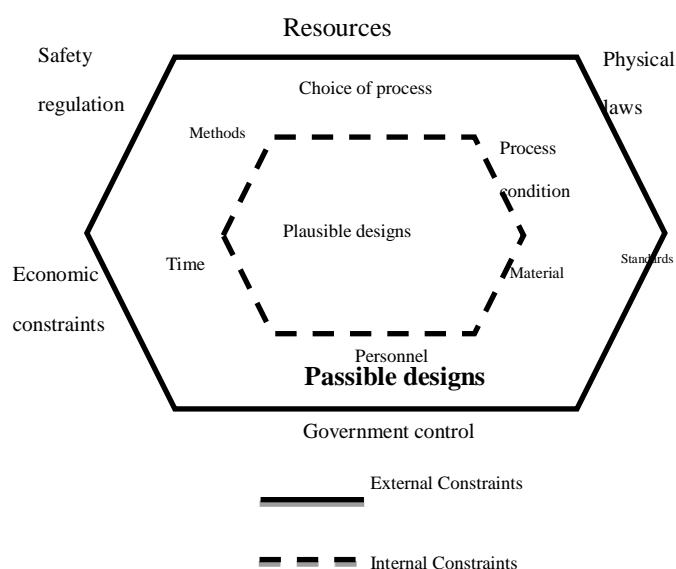 Resources
Safety
regulation
Physical
laws
Choice of process
Methods
Process
condition
Plausible designs
Time
Economic
constraints
Material
Standards
Personnel
Passible designs
Government control
External Constraints
Internal Constraints